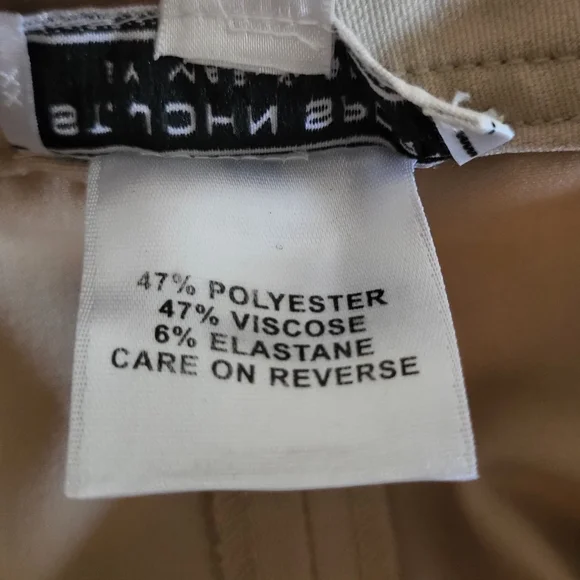 47% POLYESTER
47% VISCOSE
6% ELASTANE
CARE ON REVERSE